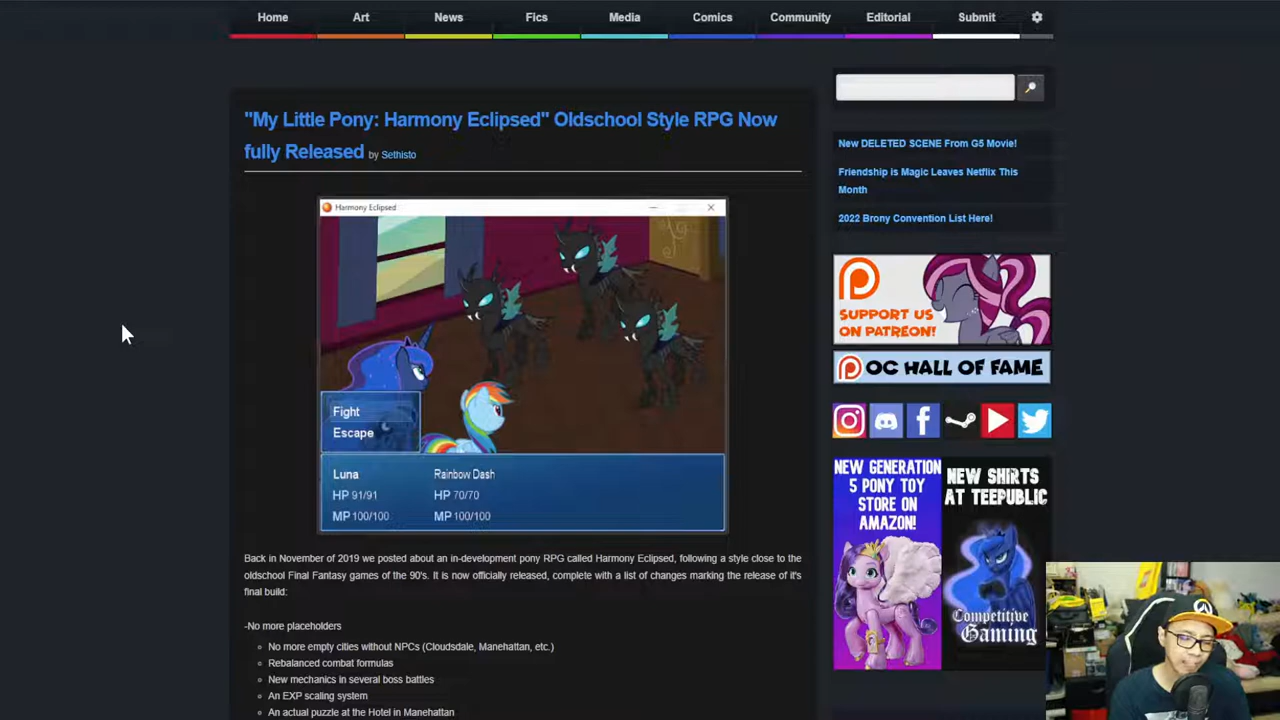 Home Art News Fics Media Comics Community Editorial Submit
"My Little Pony: Harmony Eclipsed" Oldschool Style RPG Now
fully Released by Sethisto
Harmony Eclipsed
Fight
Escape
Luna Rainbow Dash
HP 91/91 HP 70/70
MP 100/100 MP 100/100
Back in November of 2019 we posted about an in-development pony RPG called Harmony Eclipsed, following a style close to the
oldschool Final Fantasy games of the 90's. It is now officially released, complete with a list of changes marking the release of it's
final build:
-No more placeholders
No more empty cities without NPCs (Cloudsdale, Manehattan, etc.)
Rebalanced combat formulas
New mechanics in several boss battles
An EXP scaling system
An actual puzzle at the Hotel in Manehattan
New DELETED SCENE From G5 Movie!
Friendship is Magic Leaves Netflix This
Month
2022 Brony Convention List Here!
SUPPORT US
ON PATREON!
OC HALL OF FAME
NEW GENERATION
5 PONY TOY
STORE ON
AMAZON!
NEW SHIRTS
AT TEEPUBLIC
Competitive
Gaming